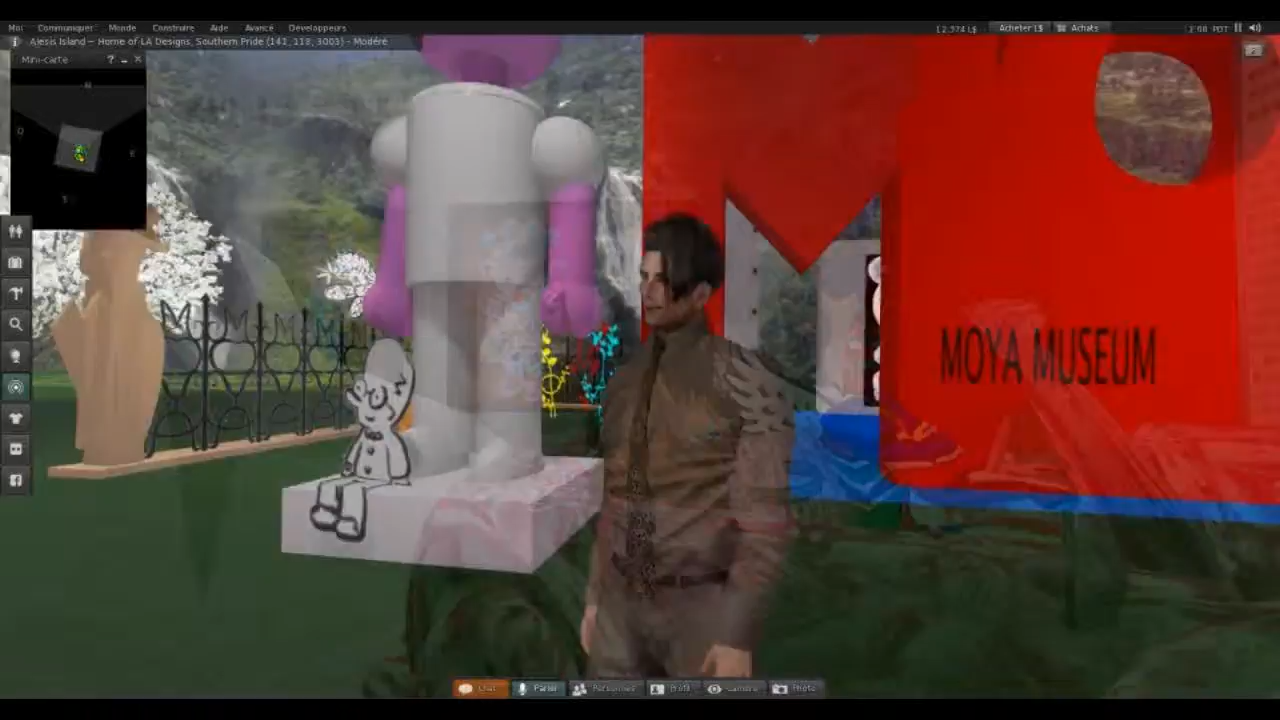 Moi Communiquer Monde Construire Aide Avancé Développeurs
Acheter L$ Achats
Alesis Island - Home of LA Designs, Southern Pride (141, 118, 3003) - Modéré
Mini-carte
MOYA MUSEUM
Chat Parler Personnes Profil Caméra Photo